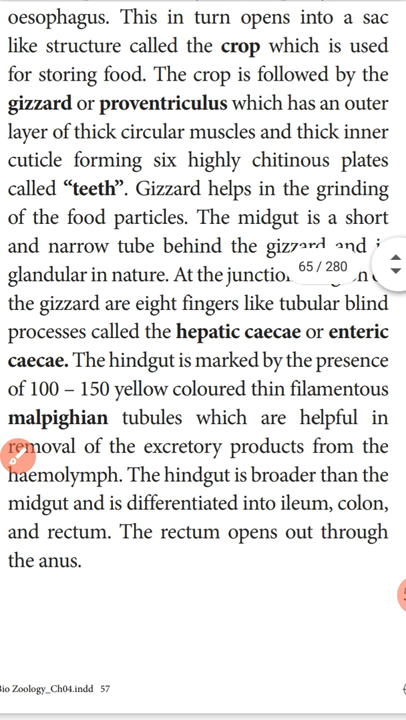 oesophagus. This in turn opens into a sac
like structure called the crop which is used
for storing food. The crop is followed by the
gizzard or proventriculus which has an outer
layer of thick circular muscles and thick inner
cuticle forming six highly chitinous plates
called “teeth”. Gizzard helps in the grinding
of the food particles. The midgut is a short
and narrow tube behind the gizzard and
glandular in nature. At the
65 / 280
the gizzard are eight fingers like tubular blind
processes called the hepatic caecae or enteric
caecae. The hindgut is marked by the presence
of 100 – 150 yellow coloured thin filamentous
malpighian tubules which are helpful in
removal of the excretory products from the
haemolymph. The hindgut is broader than the
midgut and is differentiated into ileum, colon,
and rectum. The rectum opens out through
the anus.
Bio Zoology_Ch04.indd 57